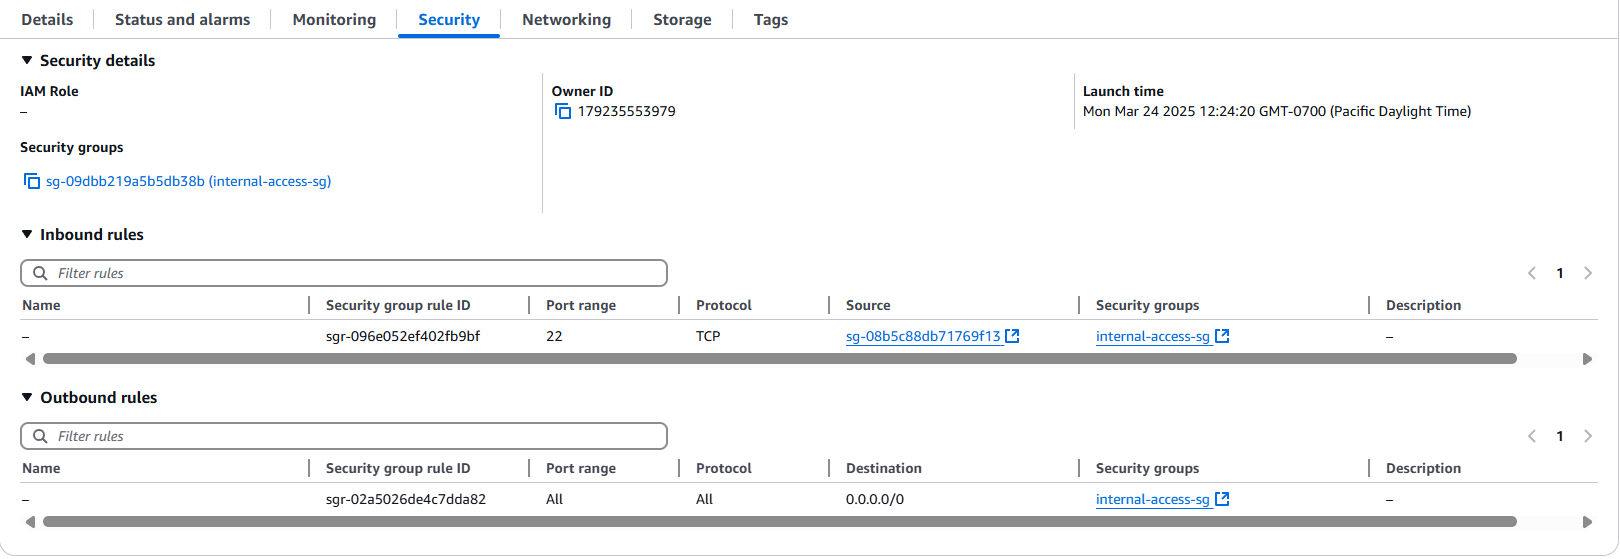 Details Status and alarms Monitoring Security Networking Storage Tags
Security details
IAM Role Owner ID Launch time
– 179235553979 Mon Mar 24 2025 12:24:20 GMT-0700 (Pacific Daylight Time)
Security groups
sg-09dbb219a5b5db38b (internal-access-sg)
Inbound rules
Filter rules 1
Name Security group rule ID Port range Protocol Source Security groups Description
– sgr-096e052ef402fb9bf 22 TCP sg-08b5c88db71769f13 internal-access-sg –
Outbound rules
Filter rules 1
Name Security group rule ID Port range Protocol Destination Security groups Description
– sgr-02a5026de4c7dda82 All All 0.0.0.0/0 internal-access-sg –